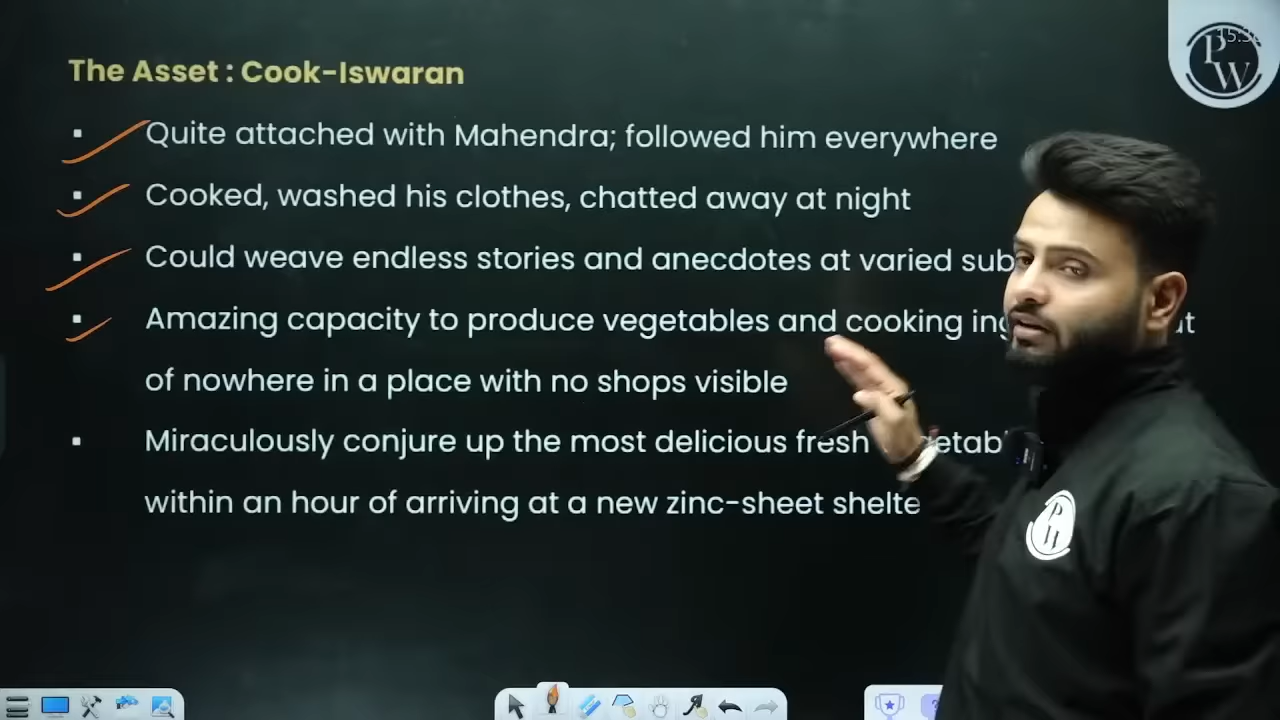 The Asset : Cook-Iswaran
Quite attached with Mahendra; followed him everywhere
Cooked, washed his clothes, chatted away at night
Could weave endless stories and anecdotes at varied
Amazing capacity to produce vegetables and cooking
of nowhere in a place with no shops visible
Miraculously conjure up the most delicious fresh
within an hour of arriving at a new zinc-sheet
PW
PW